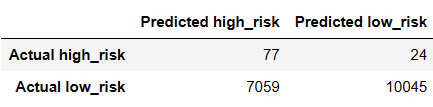 Predicted high_risk Predicted low_risk
Actual high_risk 77 24
Actual low_risk 7059 10045